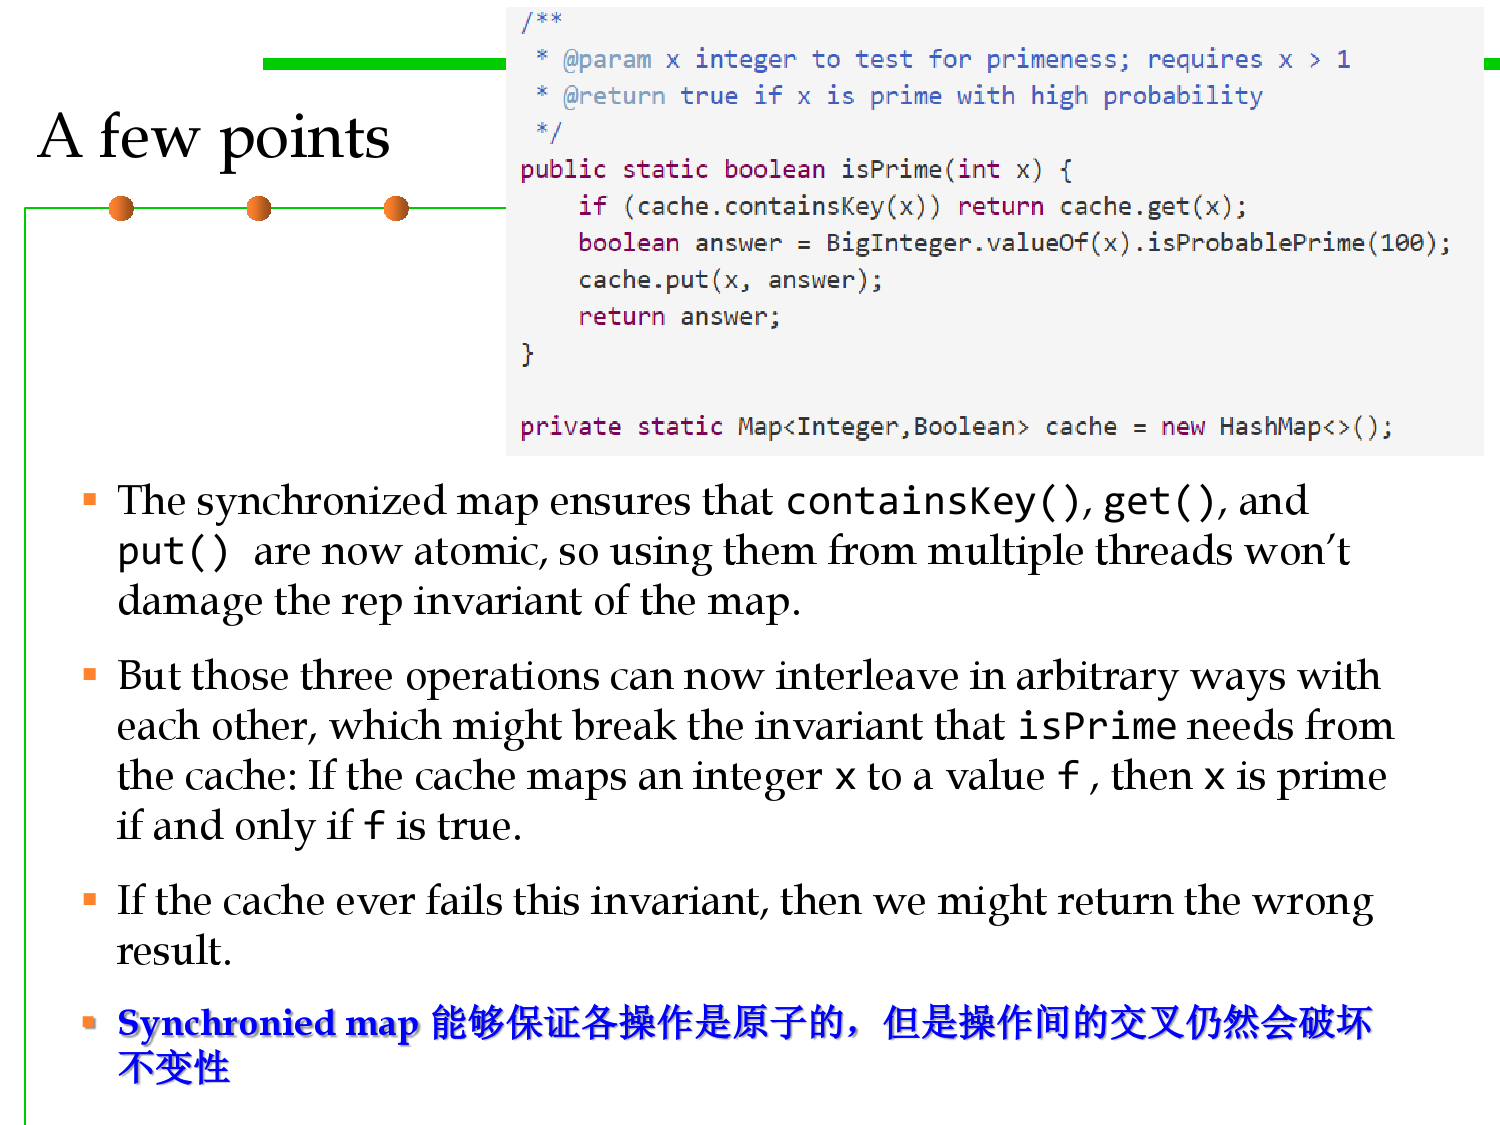 A few points
/**
 * @param x integer to test for primeness; requires x > 1
 * @return true if x is prime with high probability
 */
public static boolean isPrime(int x) {
    if (cache.containsKey(x)) return cache.get(x);
    boolean answer = BigInteger.valueOf(x).isProbablePrime(100);
    cache.put(x, answer);
    return answer;
}
private static Map<Integer,Boolean> cache = new HashMap<>();
▪ The synchronized map ensures that containsKey(), get(), and
put() are now atomic, so using them from multiple threads won’t
damage the rep invariant of the map.
▪ But those three operations can now interleave in arbitrary ways with
each other, which might break the invariant that isPrime needs from
the cache: If the cache maps an integer x to a value f , then x is prime
if and only if f is true.
▪ If the cache ever fails this invariant, then we might return the wrong
result.
▪ Synchronied map 能够保证各操作是原子的，但是操作间的交叉仍然会破坏
不变性